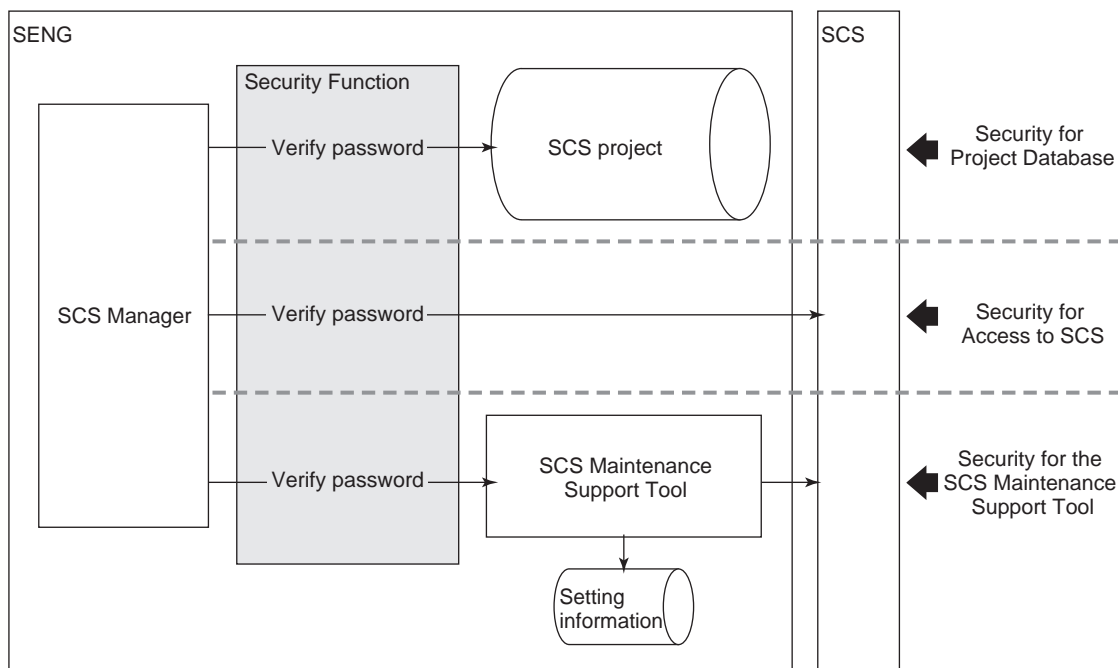 SENG
SCS
Security Function
Verify password
SCS project
Security for
Project Database
SCS Manager
Verify password
Security for
Access to SCS
Verify password
SCS Maintenance
Support Tool
Security for the
SCS Maintenance
Support Tool
Setting
information